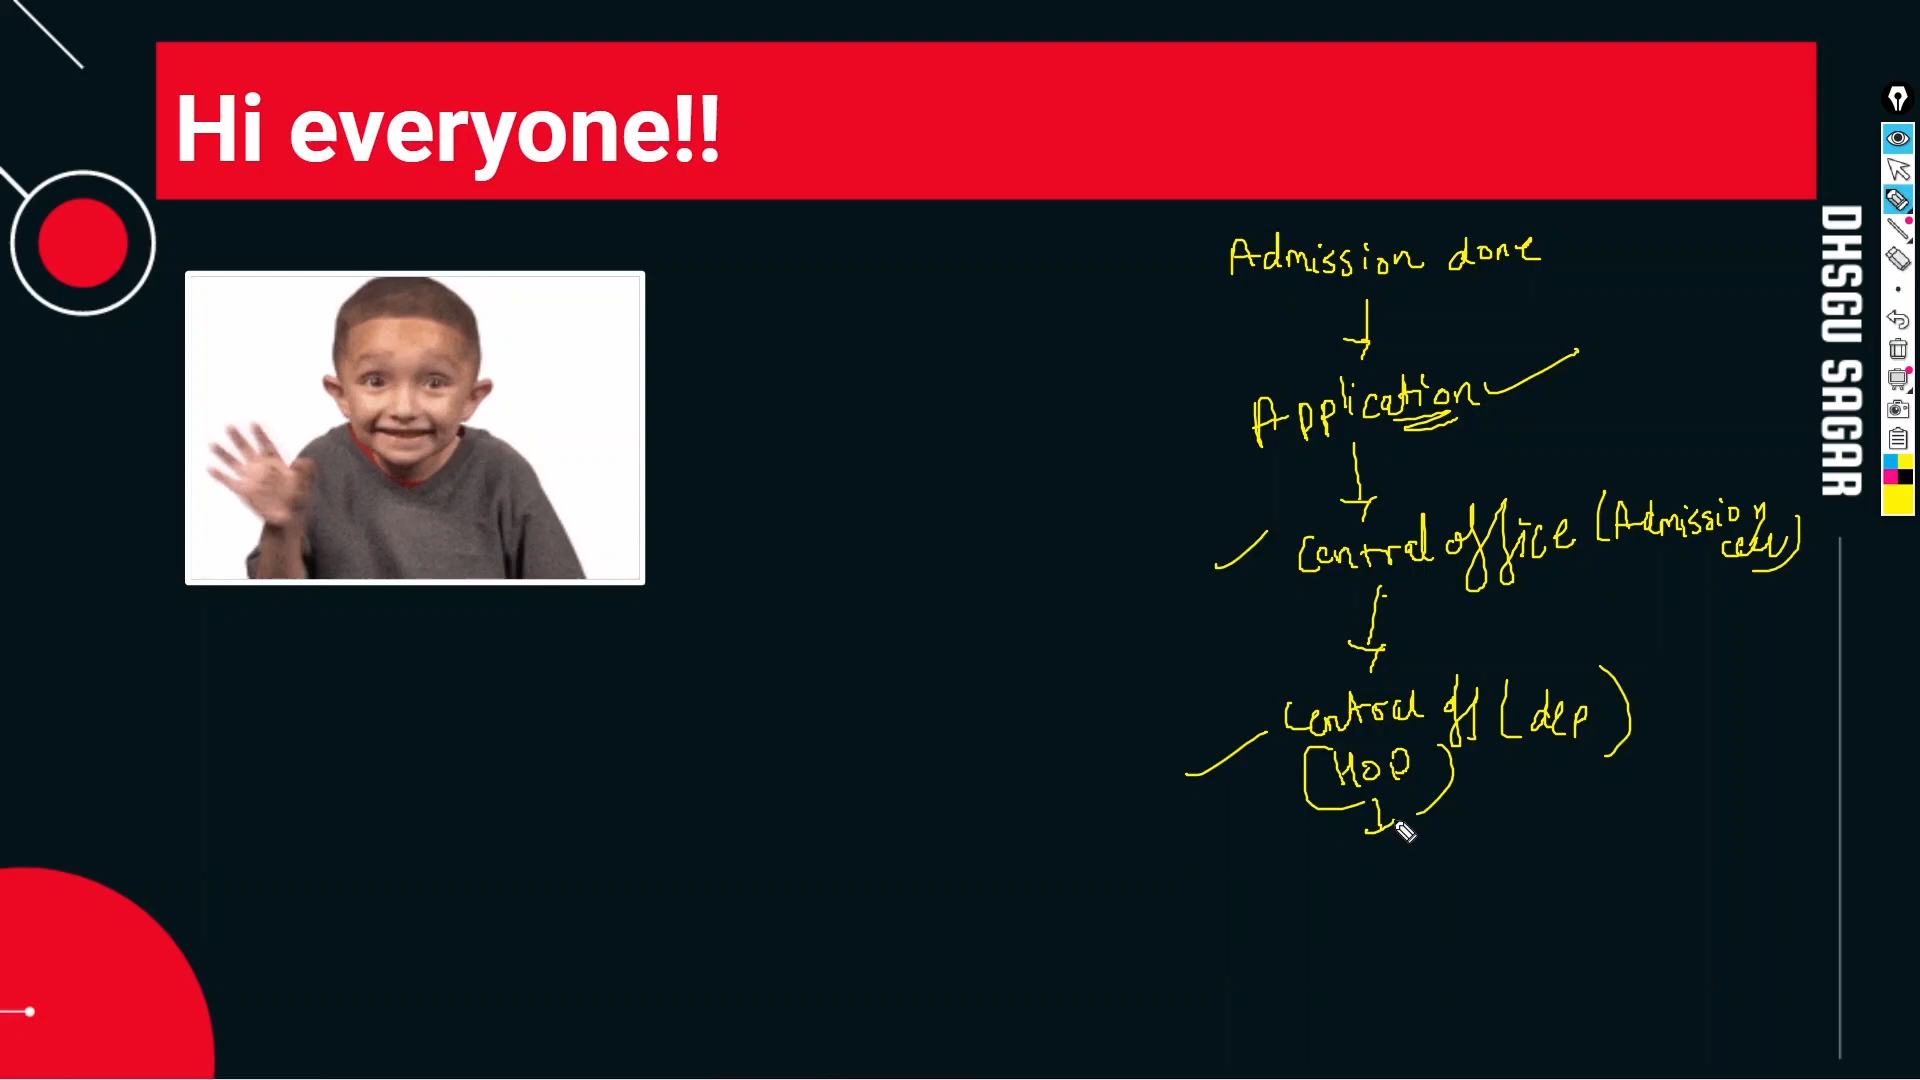 Hi everyone!!
DHSGU SAGAR
Admission done
Application
Central office (Admission
cell)
Central off (dep)
(HOD)